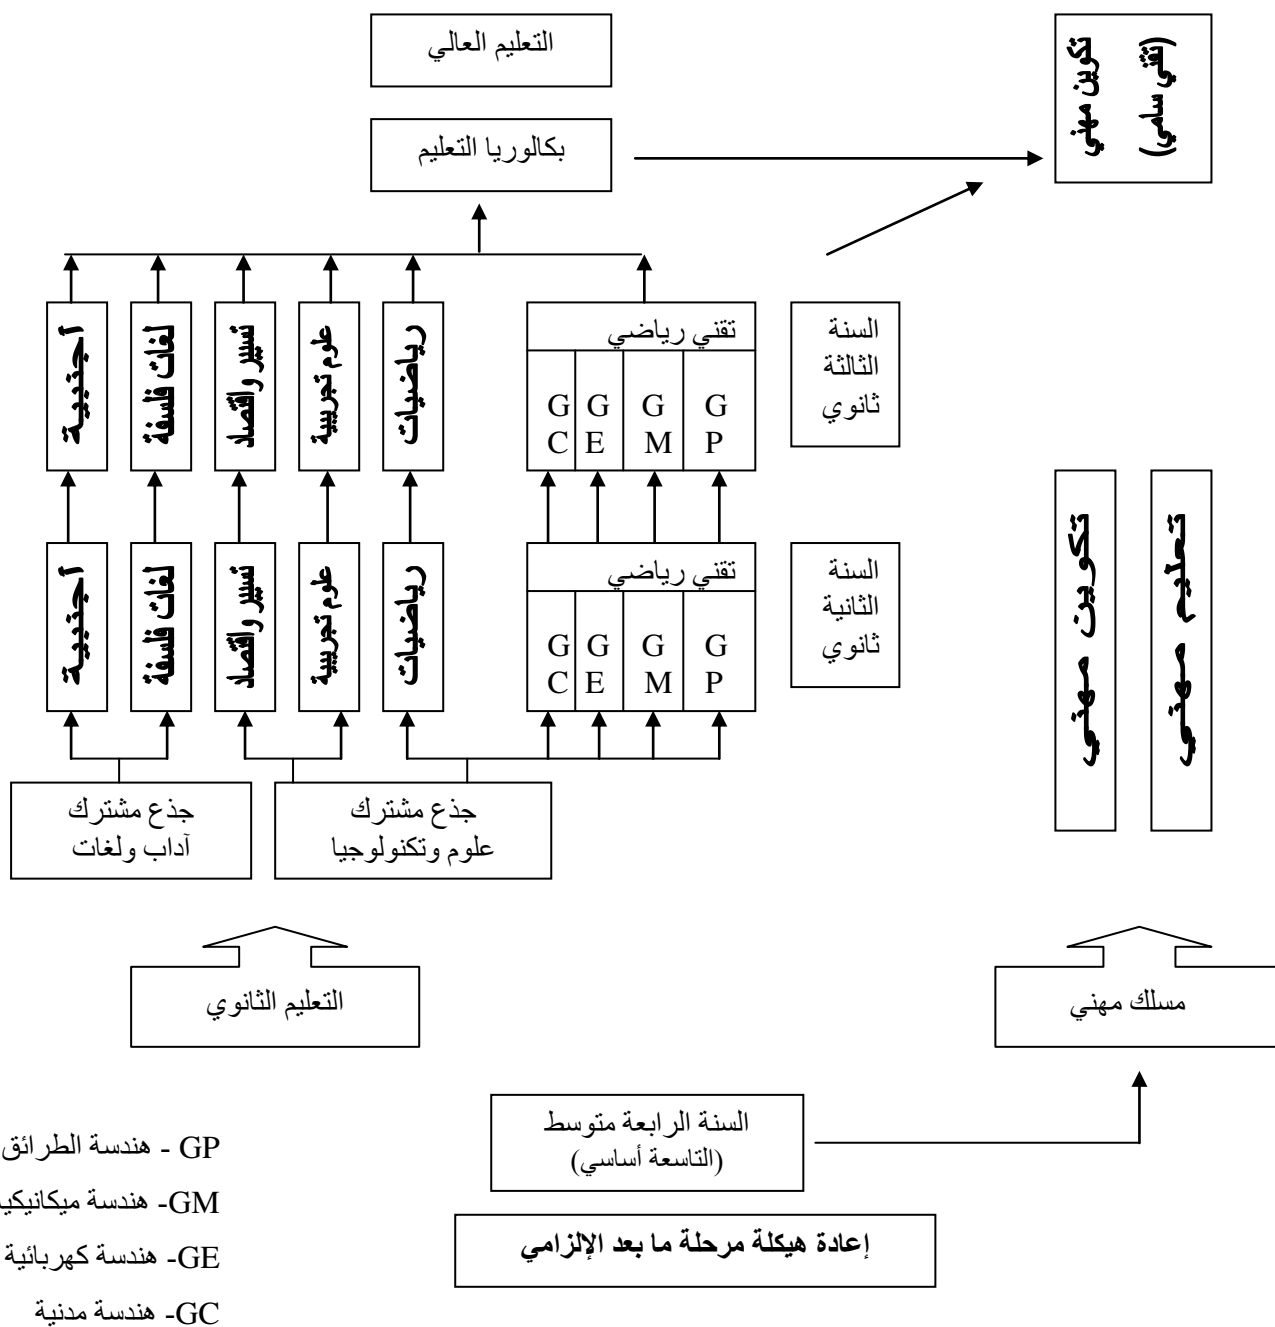 التعليم العالي
تكوين مهني
(تقني سامي)
بكالوريا التعليم
أجنبية
لغات فلسفة
تسيير واقتصاد
علوم تجريبية
رياضيات
تقني رياضي
G G G G
C E M P
السنة
الثالثة
ثانوي
أجنبية
لغات فلسفة
تسيير واقتصاد
علوم تجريبية
رياضيات
تقني رياضي
G G G G
C E M P
السنة
الثانية
ثانوي
تكوين مهني
تعليم مهني
جذع مشترك
آداب ولغات
جذع مشترك
علوم وتكنولوجيا
التعليم الثانوي
مسلك مهني
السنة الرابعة متوسط
(التاسعة أساسي)
إعادة هيكلة مرحلة ما بعد الإلزامي
GP - هندسة الطرائق
GM- هندسة ميكانيكية
GE- هندسة كهربائية
GC- هندسة مدنية